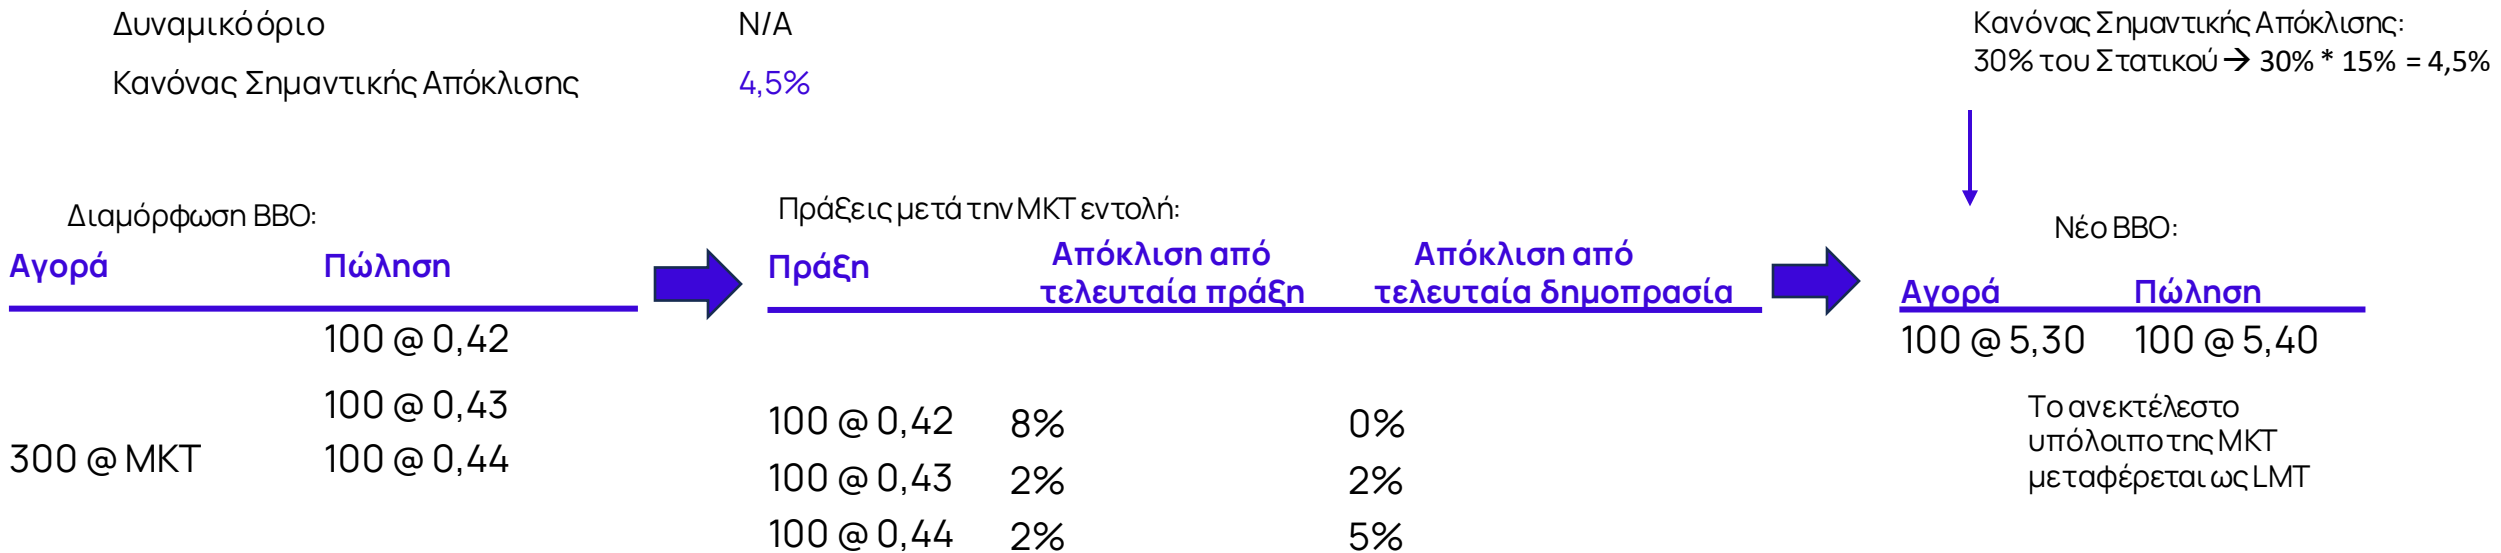 Δυναμικό όριο N/A
Κανόνας Σημαντικής Απόκλισης 4,5%
Κανόνας Σημαντικής Απόκλισης:
30% του Στατικού → 30% * 15% = 4,5%
Διαμόρφωση BBO:
Αγορά Πώληση
100 @ 0,42
100 @ 0,43
300 @ MKT 100 @ 0,44
Πράξεις μετά την MKT εντολή:
Πράξη Απόκλιση από τελευταία πράξη Απόκλιση από τελευταία δημοπρασία
100 @ 0,42 8% 0%
100 @ 0,43 2% 2%
100 @ 0,44 2% 5%
Νέο BBO:
Αγορά Πώληση
100 @ 5,30 100 @ 5,40
Το ανεκτέλεστο
υπόλοιπο της MKT
μεταφέρεται ως LMT